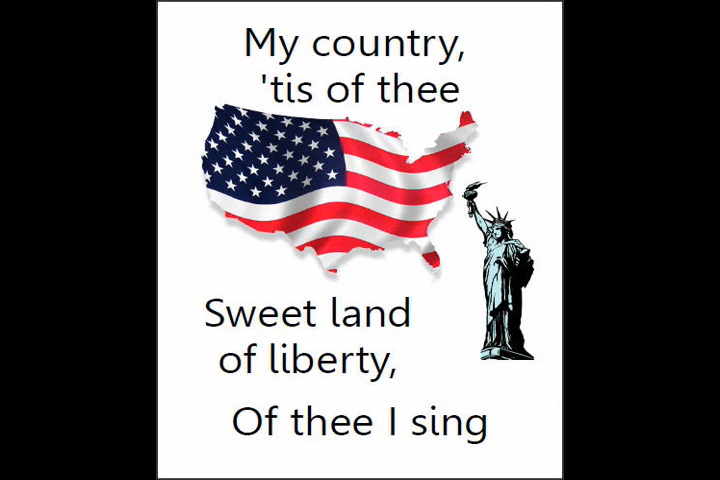 My country,
'tis of thee
Sweet land
of liberty,
Of thee I sing